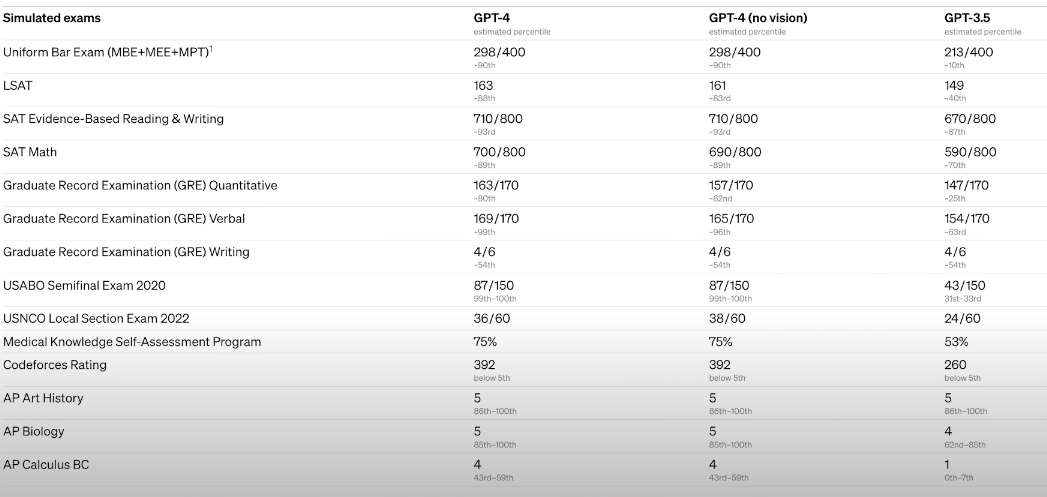 Simulated exams GPT-4 GPT-4 (no vision) GPT-3.5
estimated percentile estimated percentile estimated percentile
Uniform Bar Exam (MBE+MEE+MPT)1 298/400 298/400 213/400
~90th ~90th ~10th
LSAT 163 161 149
~88th ~83rd ~40th
SAT Evidence-Based Reading & Writing 710/800 710/800 670/800
~93rd ~93rd ~87th
SAT Math 700/800 690/800 590/800
~89th ~89th ~70th
Graduate Record Examination (GRE) Quantitative 163/170 157/170 147/170
~80th ~62nd ~25th
Graduate Record Examination (GRE) Verbal 169/170 165/170 154/170
~99th ~96th ~63rd
Graduate Record Examination (GRE) Writing 4/6 4/6 4/6
~54th ~54th ~54th
USABO Semifinal Exam 2020 87/150 87/150 43/150
99th–100th 99th–100th 31st–33rd
USNCO Local Section Exam 2022 36/60 38/60 24/60
Medical Knowledge Self-Assessment Program 75% 75% 53%
Codeforces Rating 392 392 260
below 5th below 5th below 5th
AP Art History 5 5 5
86th–100th 86th–100th 86th–100th
AP Biology 5 5 4
85th–100th 85th–100th 62nd–85th
AP Calculus BC 4 4 1
43rd–59th 43rd–59th 0th–7th